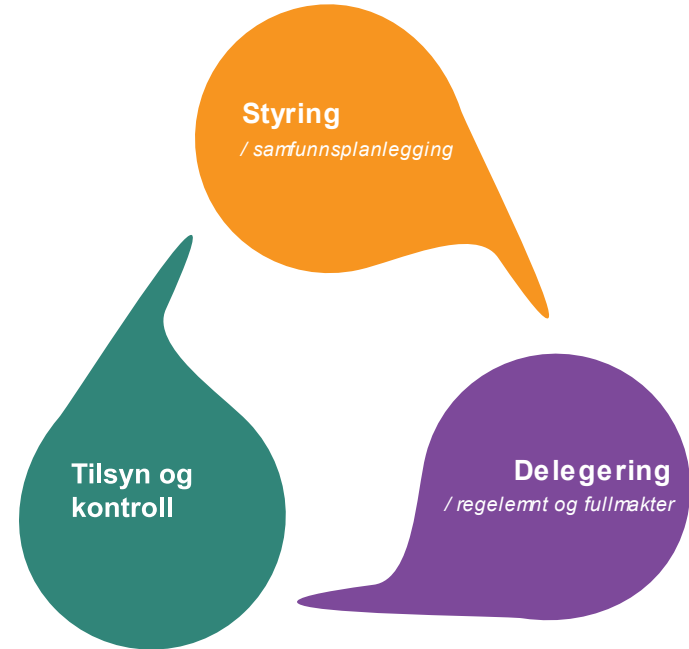 Styring
/ samfunnsplanlegging
Delegering
/ regelemnt og fullmakter
Tilsyn og
kontroll